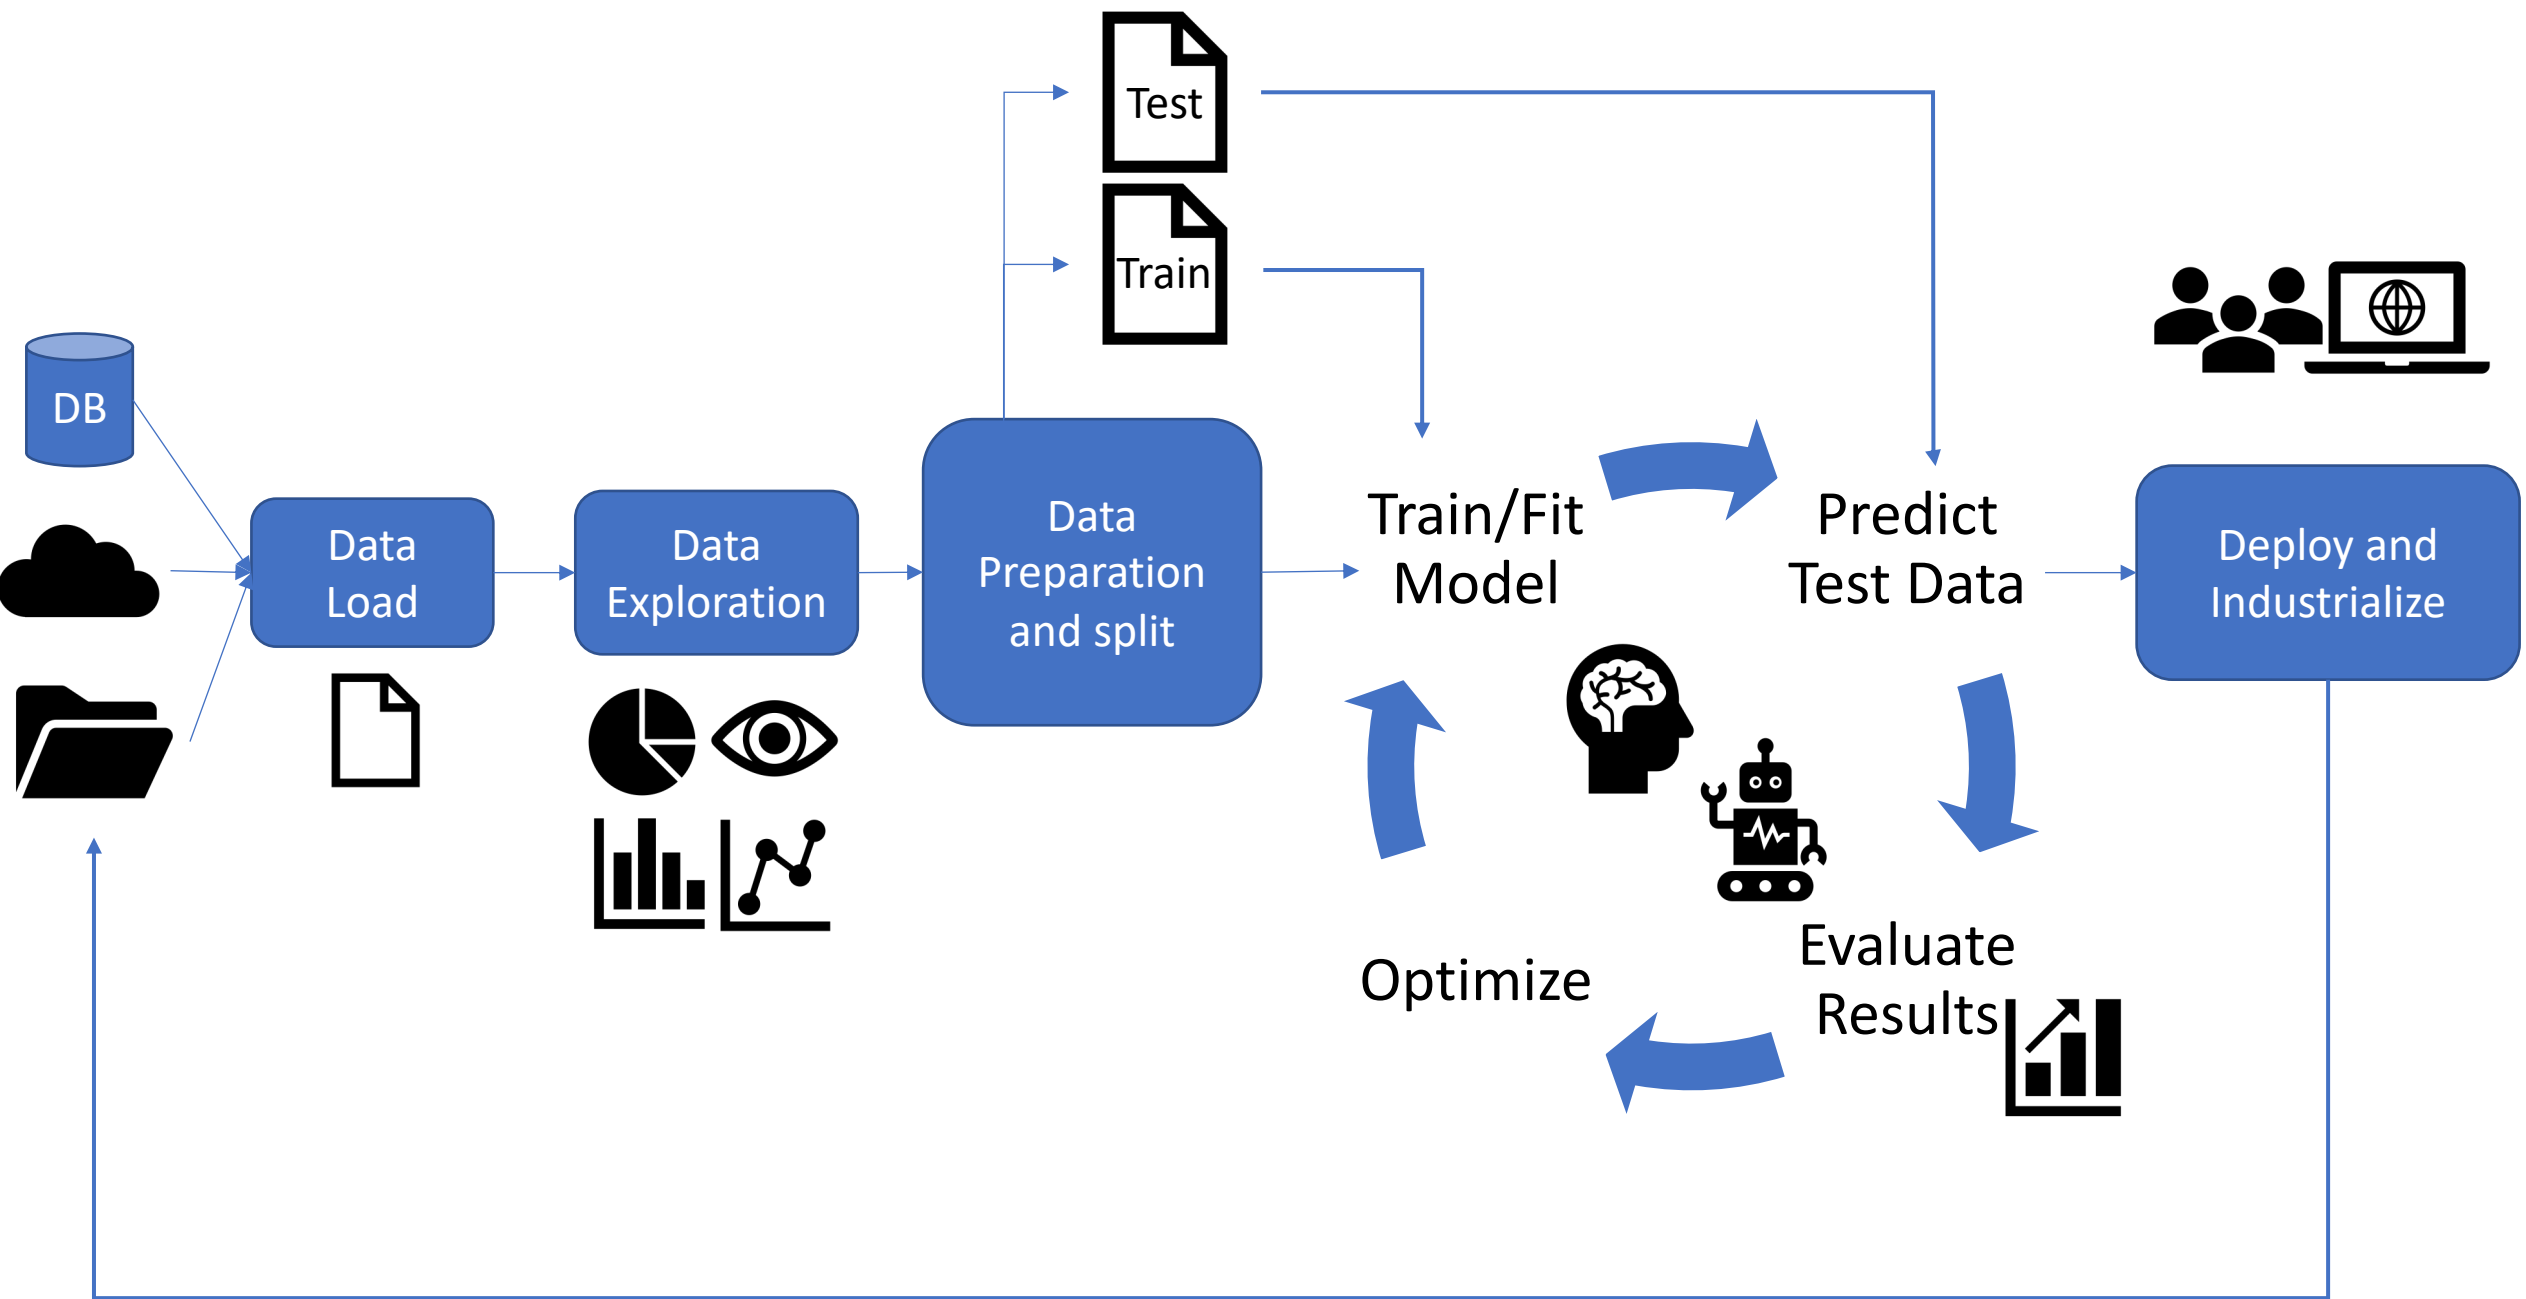 Test
Train
DB
Data
Load
Data
Exploration
Data
Preparation
and split
Train/Fit
Model
Predict
Test Data
Deploy and
Industrialize
Evaluate
Results
Optimize